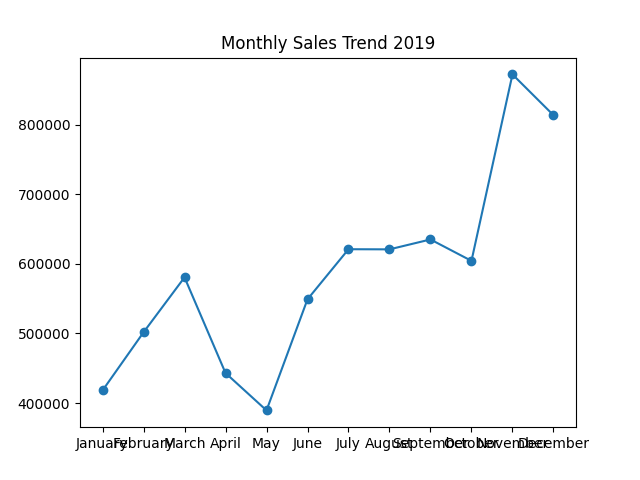 Monthly Sales Trend 2019
800000
700000
600000
500000
400000
January February March April May June July August September October November December